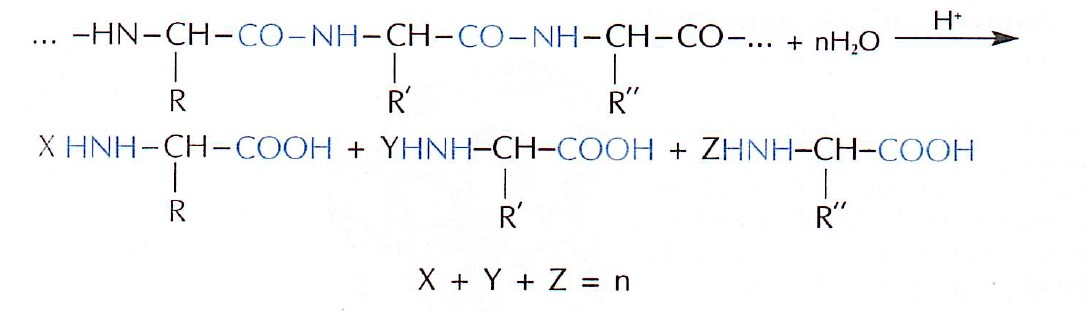 ... –HN–CH–CO–NH–CH–CO–NH–CH–CO–... + nH₂O H⁺
R R′ R″
X HNH–CH–COOH + YHNH–CH–COOH + ZHNH–CH–COOH
R R′ R″
X + Y + Z = n